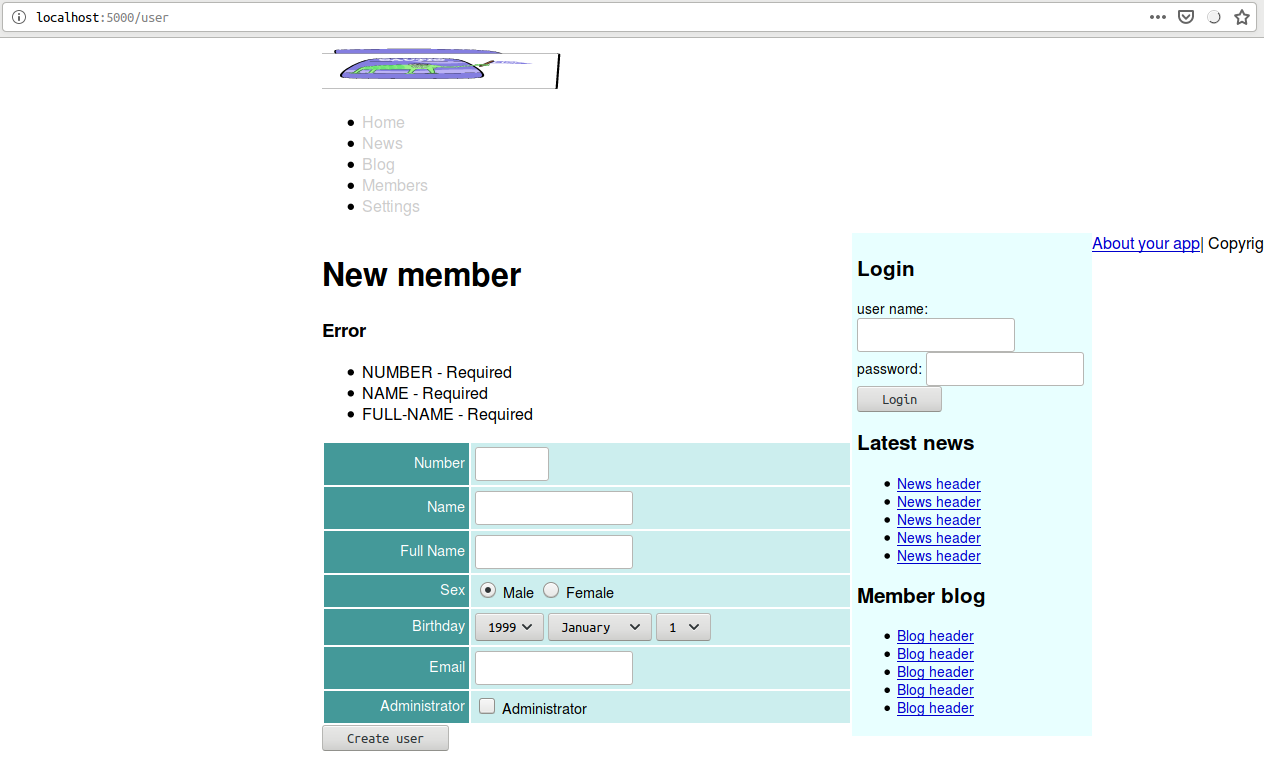 localhost:5000/user
Home
News
Blog
Members
Settings
New member
Error
NUMBER - Required
NAME - Required
FULL-NAME - Required
Number
Name
Full Name
Sex Male Female
Birthday 1999 January 1
Email
Administrator Administrator
Create user
Login
user name:
password:
Login
Latest news
News header
News header
News header
News header
News header
Member blog
Blog header
Blog header
Blog header
Blog header
Blog header
About your app| Copyrig